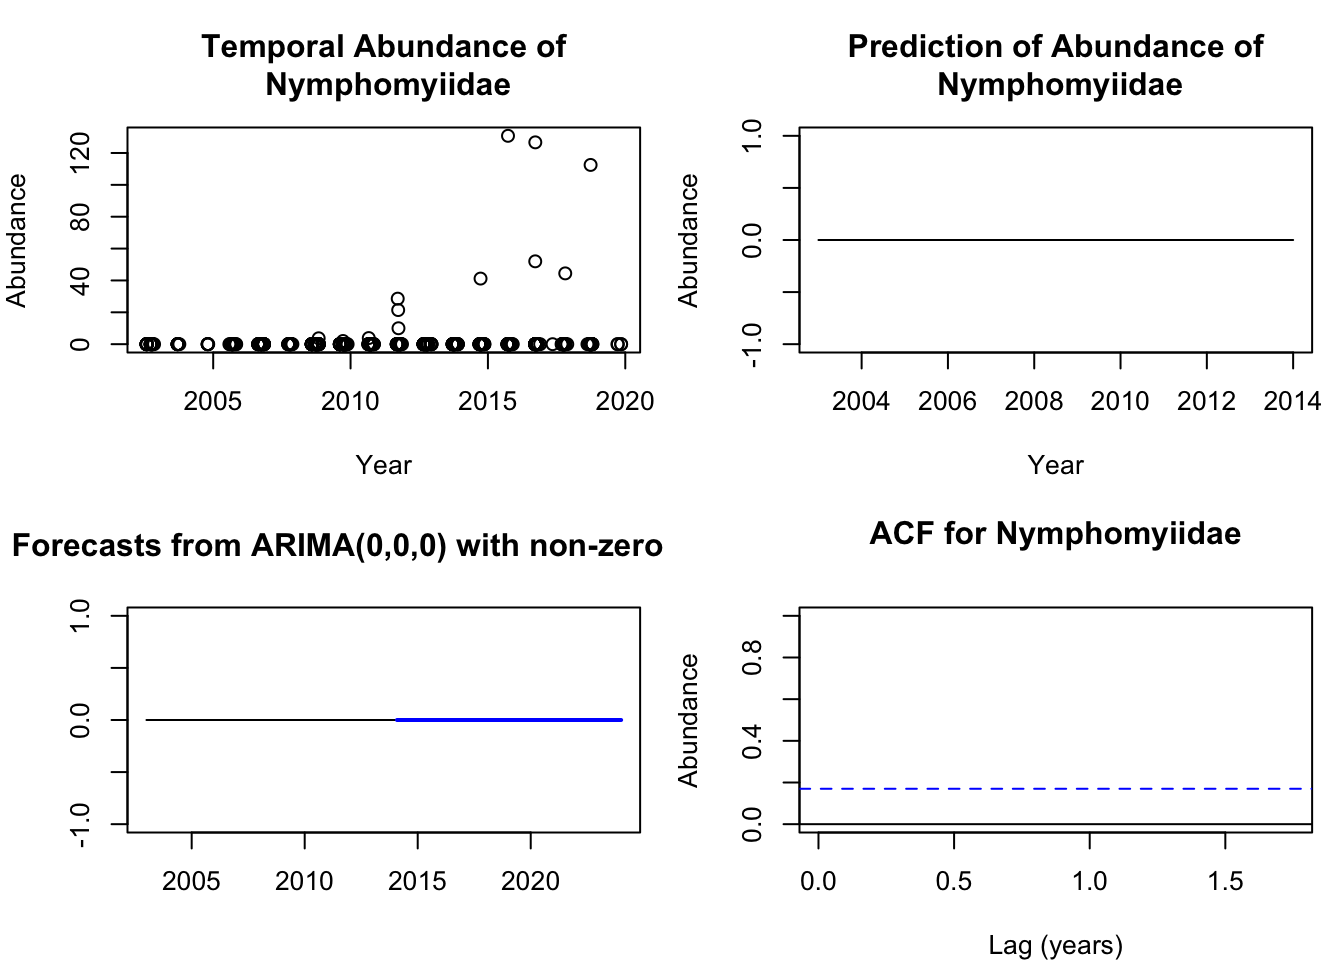 Temporal Abundance of
Nymphomyiidae
Abundance
0 40 80 120
2005 2010 2015 2020
Year
Prediction of Abundance of
Nymphomyiidae
Abundance
-1.0 0.0 1.0
2004 2006 2008 2010 2012 2014
Year
Forecasts from ARIMA(0,0,0) with non-zero
-1.0 0.0 1.0
2005 2010 2015 2020
ACF for Nymphomyiidae
Abundance
0.0 0.4 0.8
0.0 0.5 1.0 1.5
Lag (years)